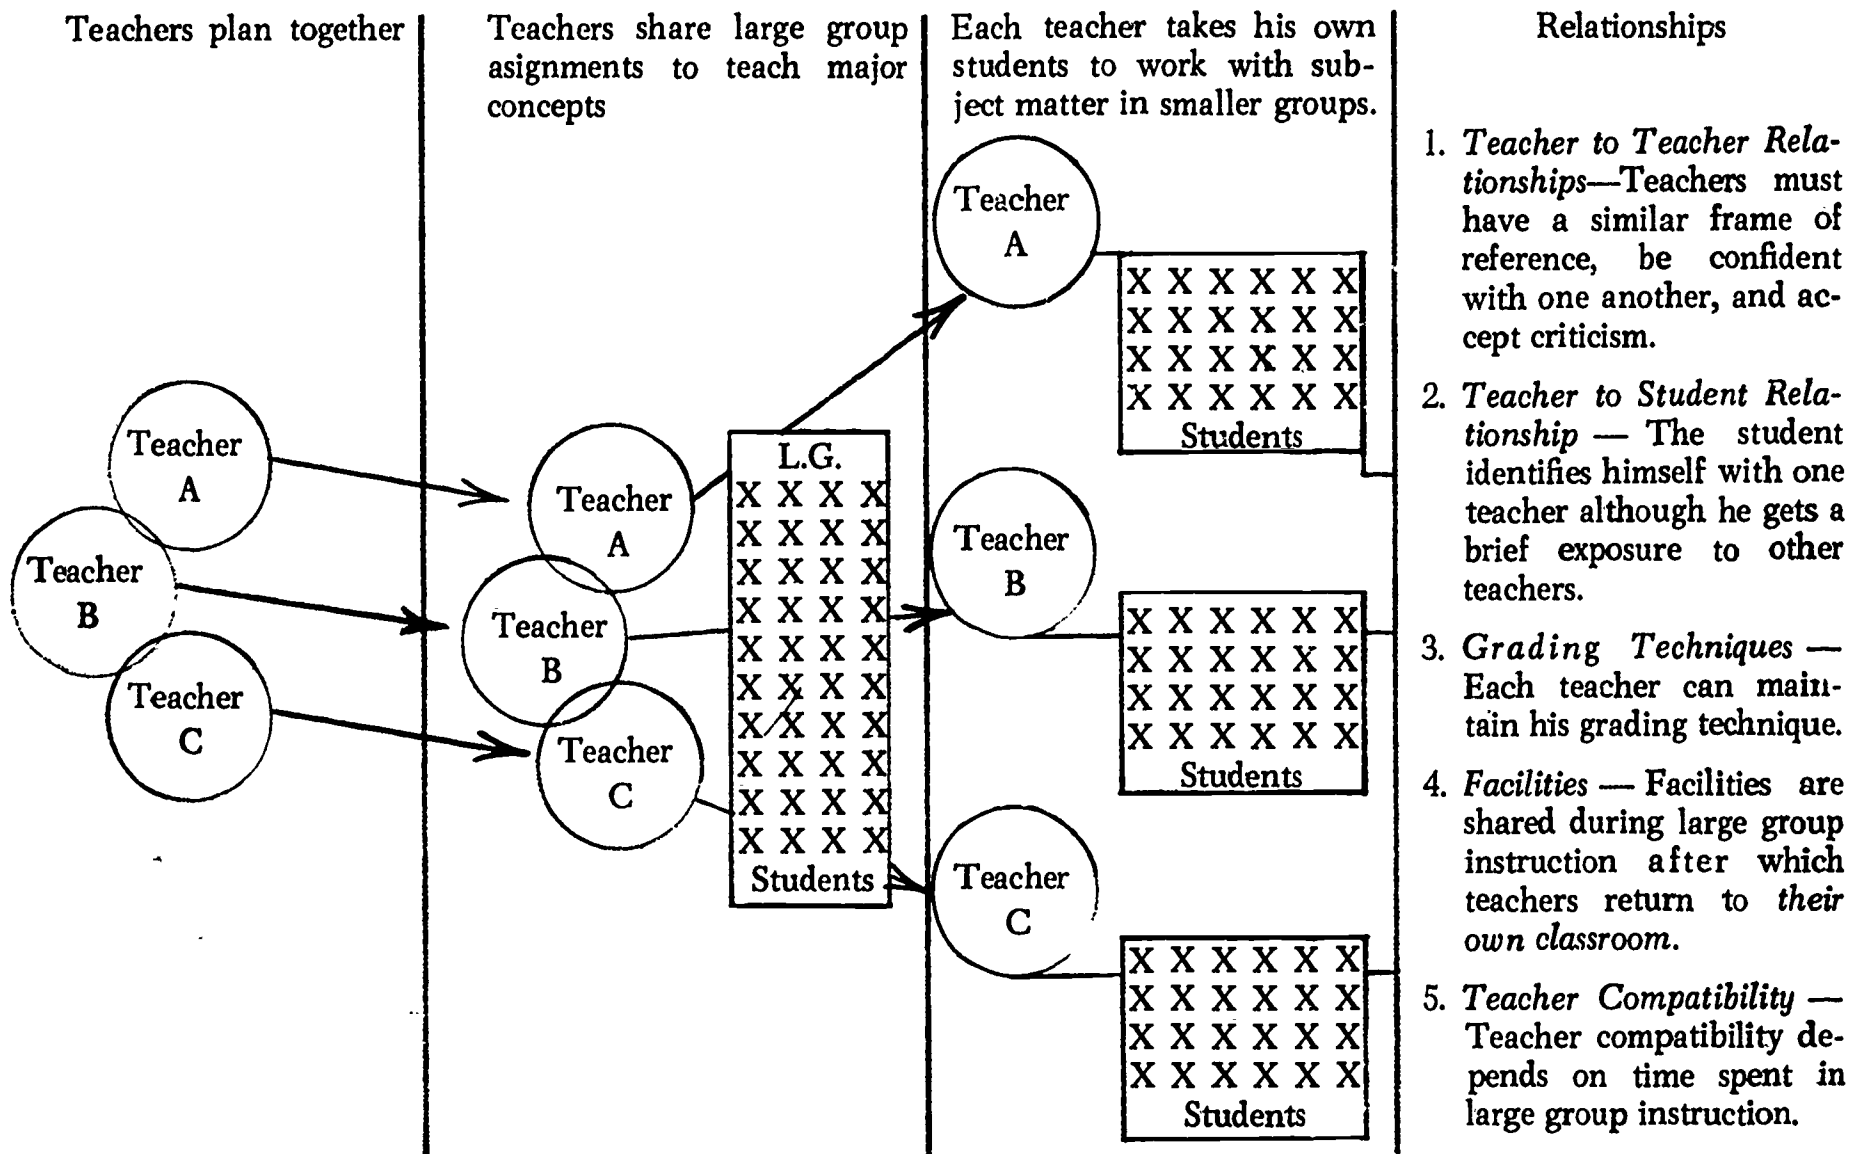 Teachers plan together
Teachers share large group
asignments to teach major
concepts
Each teacher takes his own
students to work with sub-
ject matter in smaller groups.
Relationships
Teacher
A
Teacher
B
Teacher
C
Teacher
A
Teacher
B
Teacher
C
L.G.
X X X X
X X X X
X X X X
X X X X
X X X X
X X X X
X X X X
X X X X
X X X X
X X X X
Students
Teacher
A
X X X X X X
X X X X X X
X X X X X X
X X X X X X
Students
Teacher
B
X X X X X X
X X X X X X
X X X X X X
X X X X X X
Students
Teacher
C
X X X X X X
X X X X X X
X X X X X X
X X X X X X
Students
1. Teacher to Teacher Rela-
tionships—Teachers must
have a similar frame of
reference, be confident
with one another, and ac-
cept criticism.
2. Teacher to Student Rela-
tionship — The student
identifies himself with one
teacher although he gets a
brief exposure to other
teachers.
3. Grading Techniques —
Each teacher can main-
tain his grading technique.
4. Facilities — Facilities are
shared during large group
instruction after which
teachers return to their
own classroom.
5. Teacher Compatibility —
Teacher compatibility de-
pends on time spent in
large group instruction.